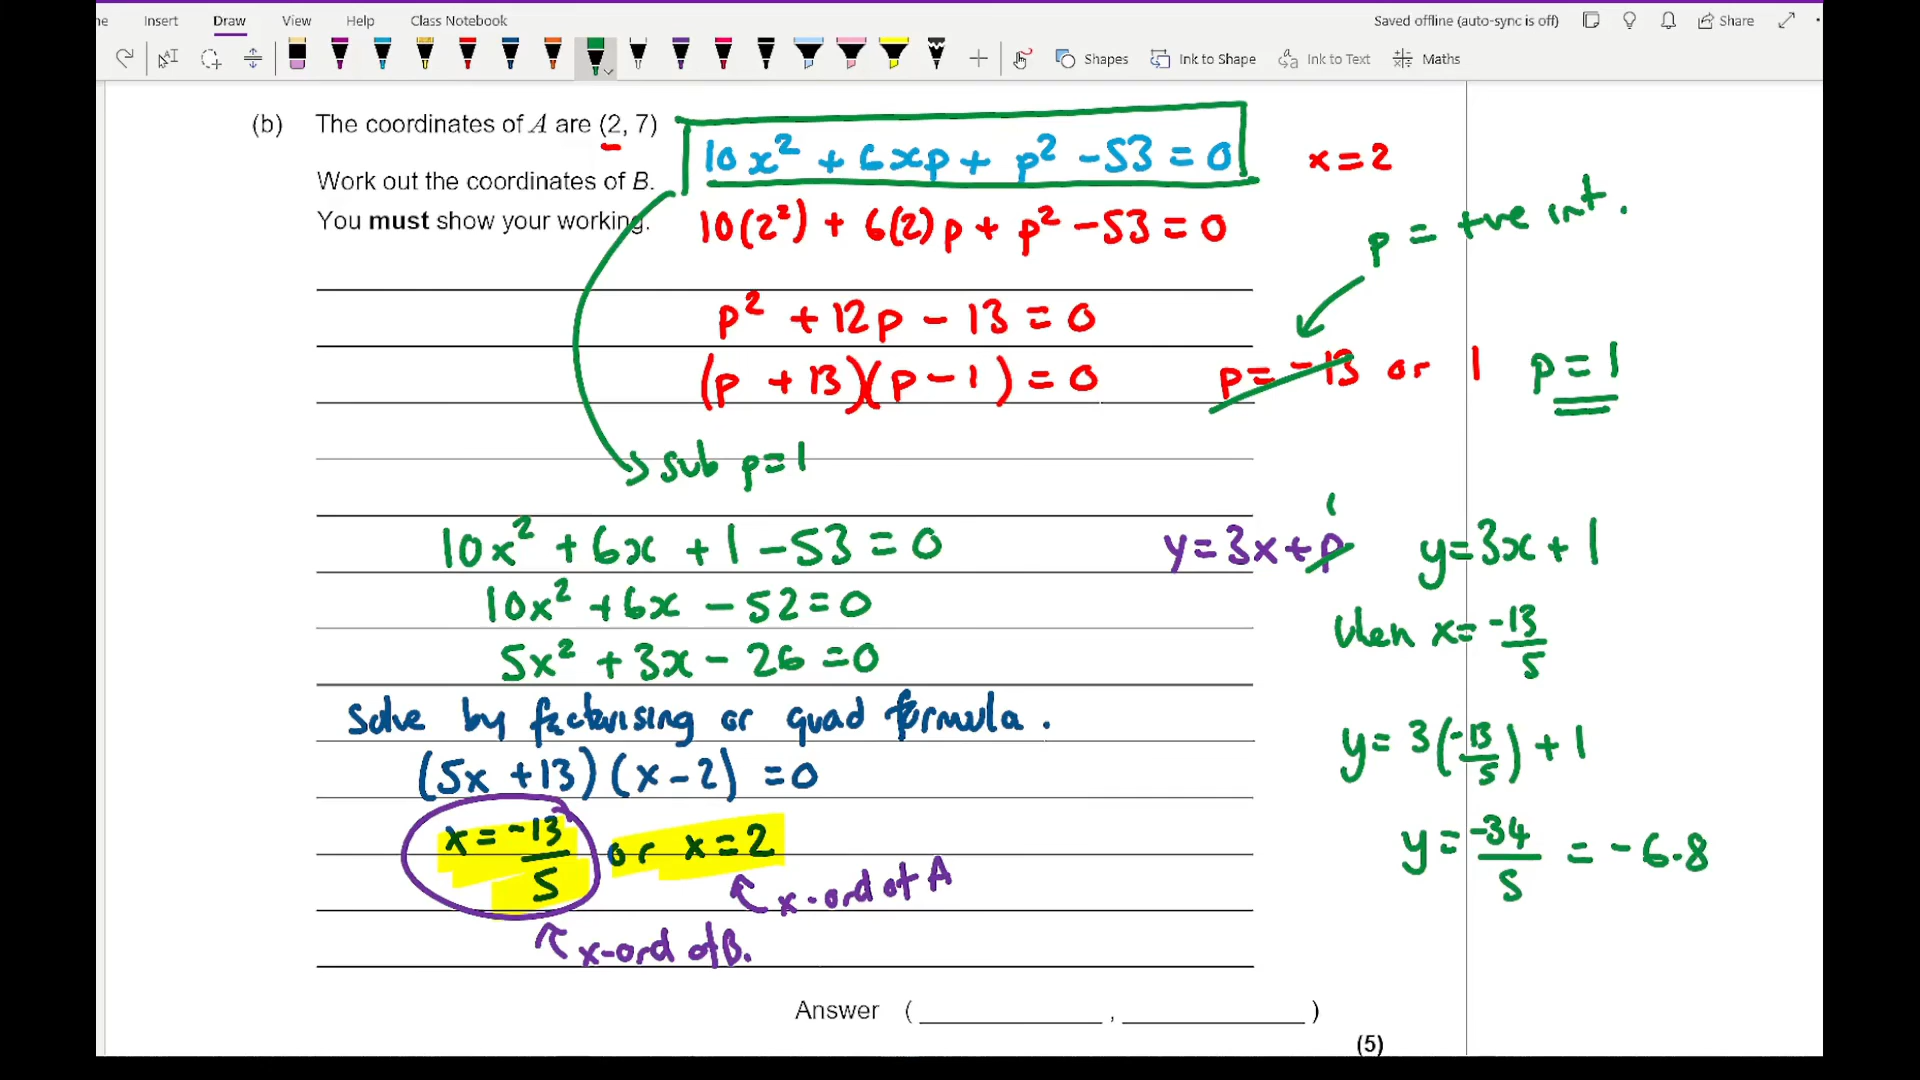 Insert Draw View Help Class Notebook Saved offline (auto-sync is off) Share
Shapes Ink to Shape Ink to Text Maths
(b) The coordinates of A are (2, 7)
10x² + 6xp + p² - 53 = 0 x = 2
Work out the coordinates of B.
You must show your working.
10(2²) + 6(2)p + p² - 53 = 0
p = +ve int.
p² + 12p - 13 = 0
(p + 13)(p - 1) = 0 p = -13 or 1 p = 1
sub p = 1
10x² + 6x + 1 - 53 = 0 y = 3x + p 1 y = 3x + 1
10x² + 6x - 52 = 0
when x = -13/5
5x² + 3x - 26 = 0
Solve by factorising or quad formula.
y = 3(-13/5) + 1
(5x + 13)(x - 2) = 0
x = -13/5 or x = 2
y = -34/5 = -6.8
x-ord of A
x-ord of B.
Answer ( ____________ , ____________ )
(5)